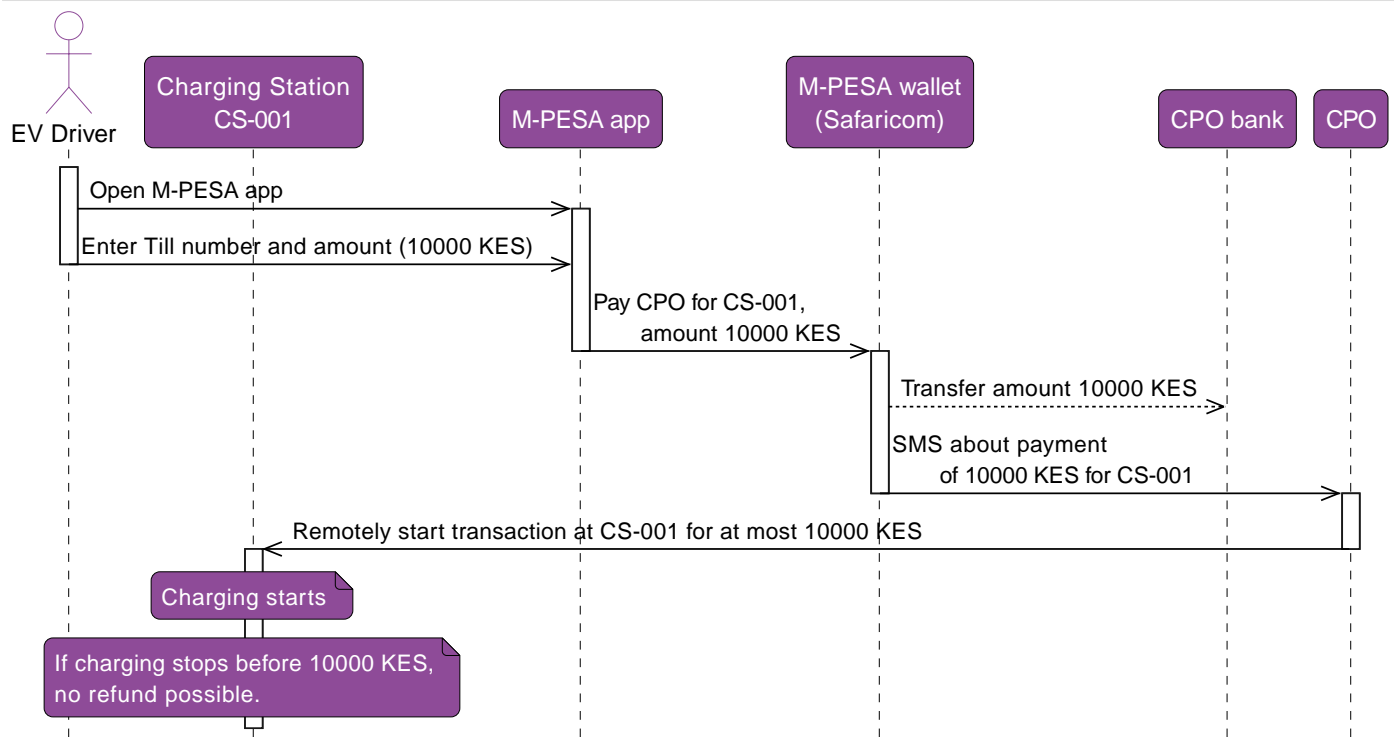 EV Driver
Charging Station
CS-001
M-PESA app
M-PESA wallet
(Safaricom)
CPO bank
CPO
Open M-PESA app
Enter Till number and amount (10000 KES)
Pay CPO for CS-001,
amount 10000 KES
Transfer amount 10000 KES
SMS about payment
of 10000 KES for CS-001
Remotely start transaction at CS-001 for at most 10000 KES
Charging starts
If charging stops before 10000 KES,
no refund possible.